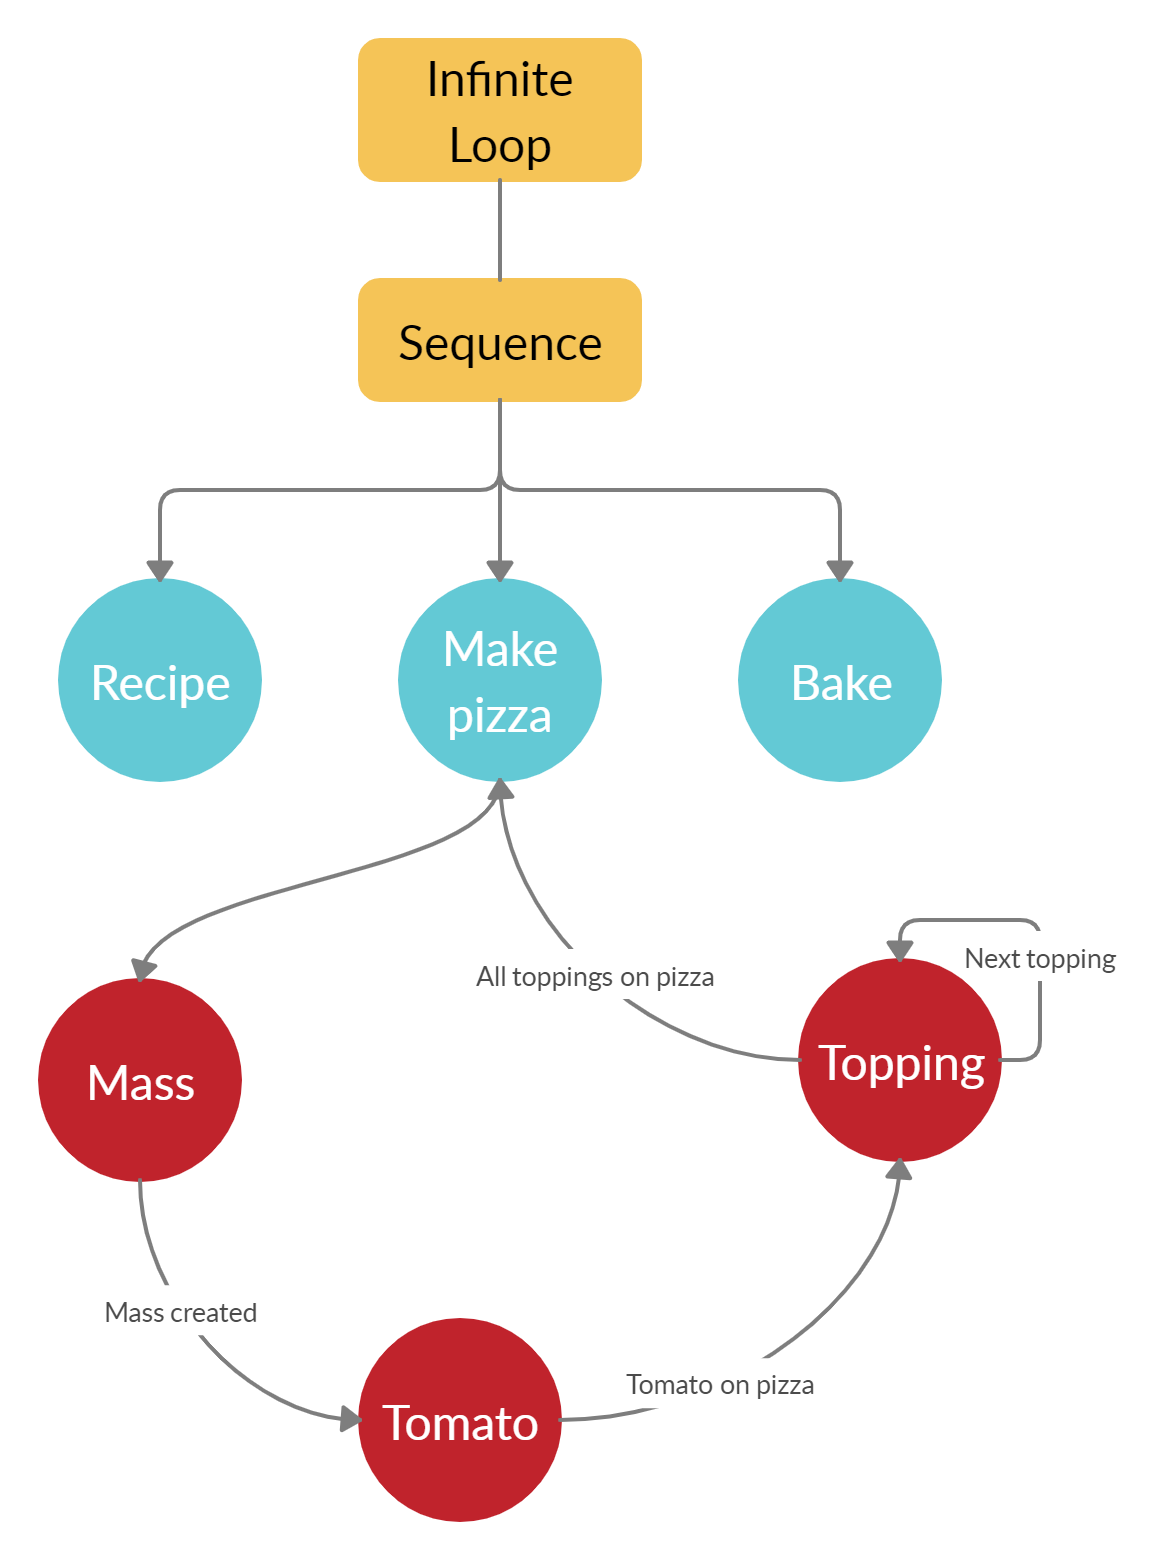 Infinite
Loop
Sequence
Recipe
Make
pizza
Bake
All toppings on pizza
Next topping
Mass
Topping
Mass created
Tomato on pizza
Tomato